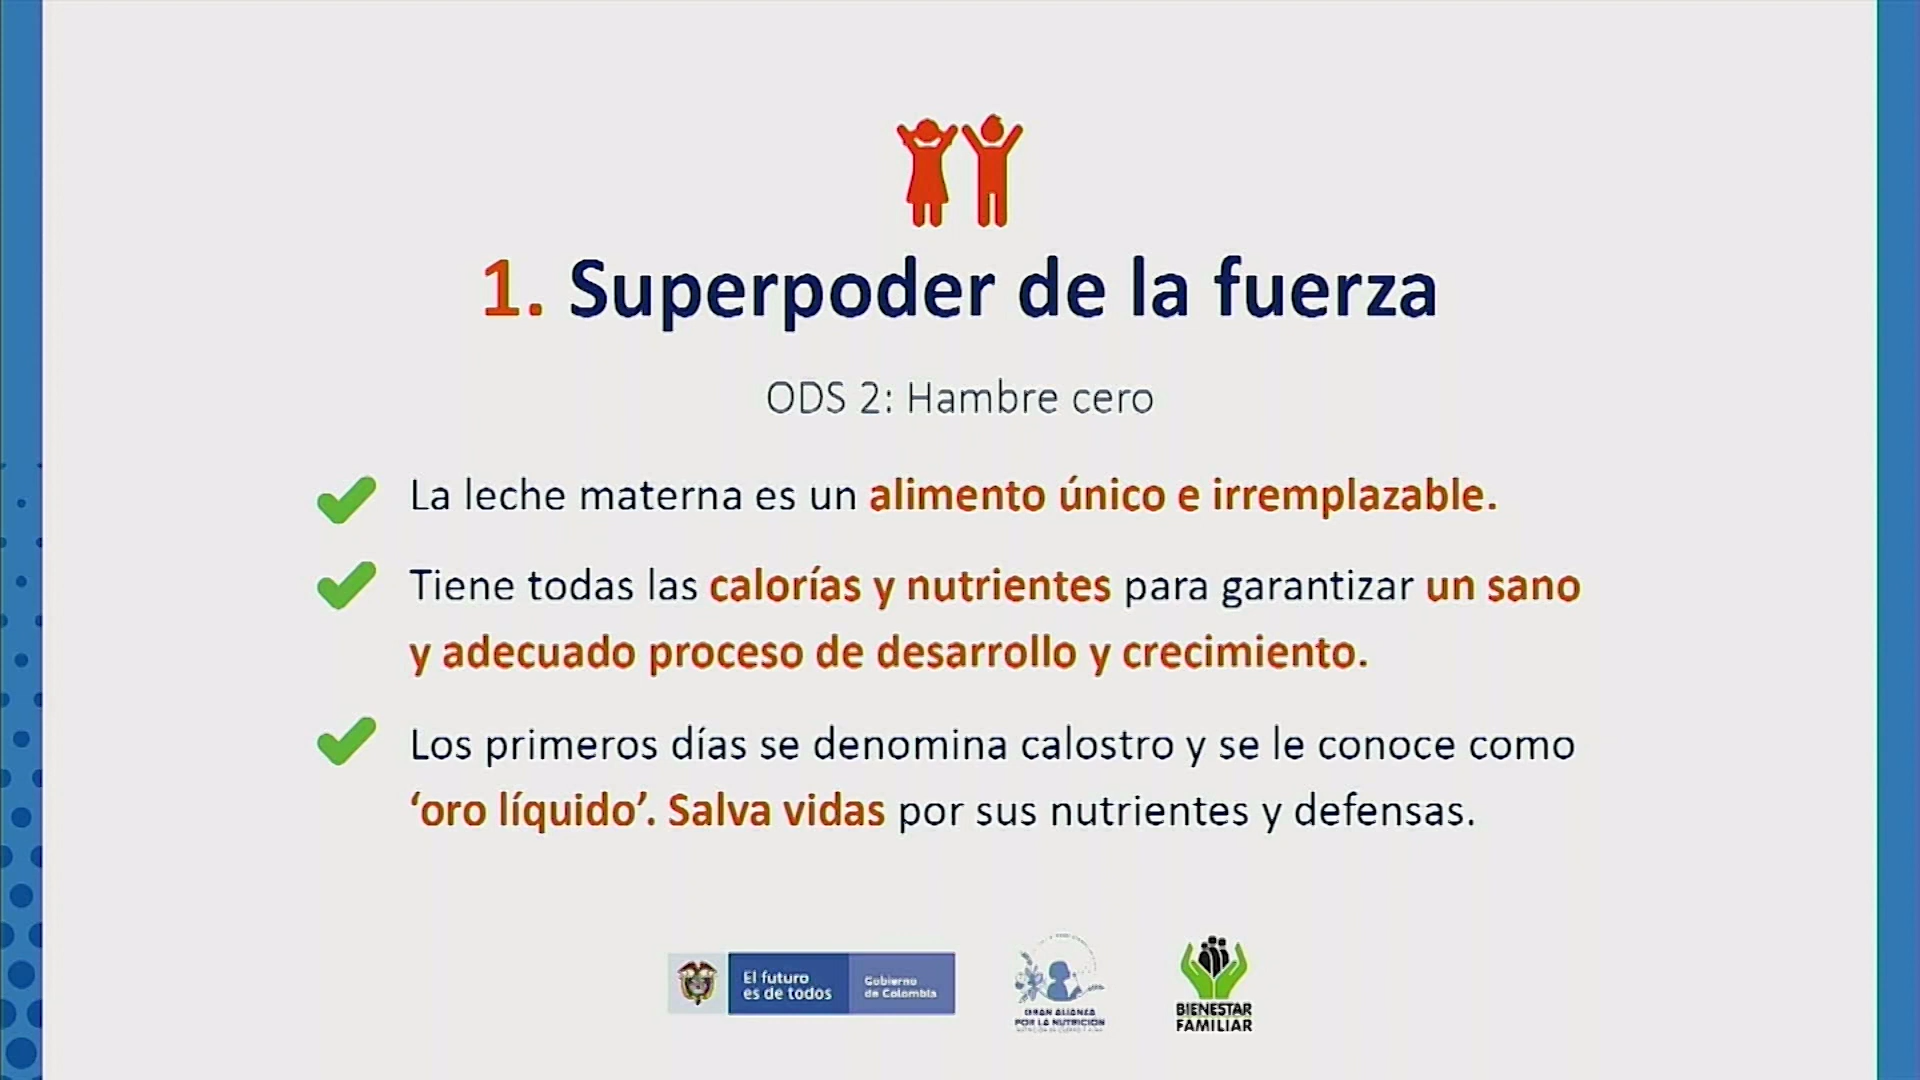 1. Superpoder de la fuerza
ODS 2: Hambre cero
La leche materna es un alimento único e irremplazable.
Tiene todas las calorías y nutrientes para garantizar un sano
y adecuado proceso de desarrollo y crecimiento.
Los primeros días se denomina calostro y se le conoce como
‘oro líquido’. Salva vidas por sus nutrientes y defensas.
El futuro
es de todos
Gobierno
de Colombia
GRAN ALIANZA
POR LA NUTRICIÓN
BIENESTAR
FAMILIAR